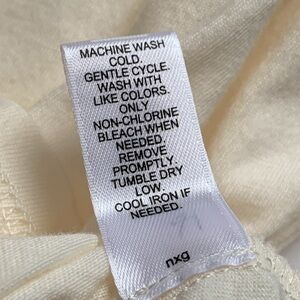 MACHINE WASH
COLD.
GENTLE CYCLE.
WASH WITH
LIKE COLORS.
ONLY
NON-CHLORINE
BLEACH WHEN
NEEDED.
REMOVE
PROMPTLY.
TUMBLE DRY
LOW.
COOL IRON IF
NEEDED.
nxg